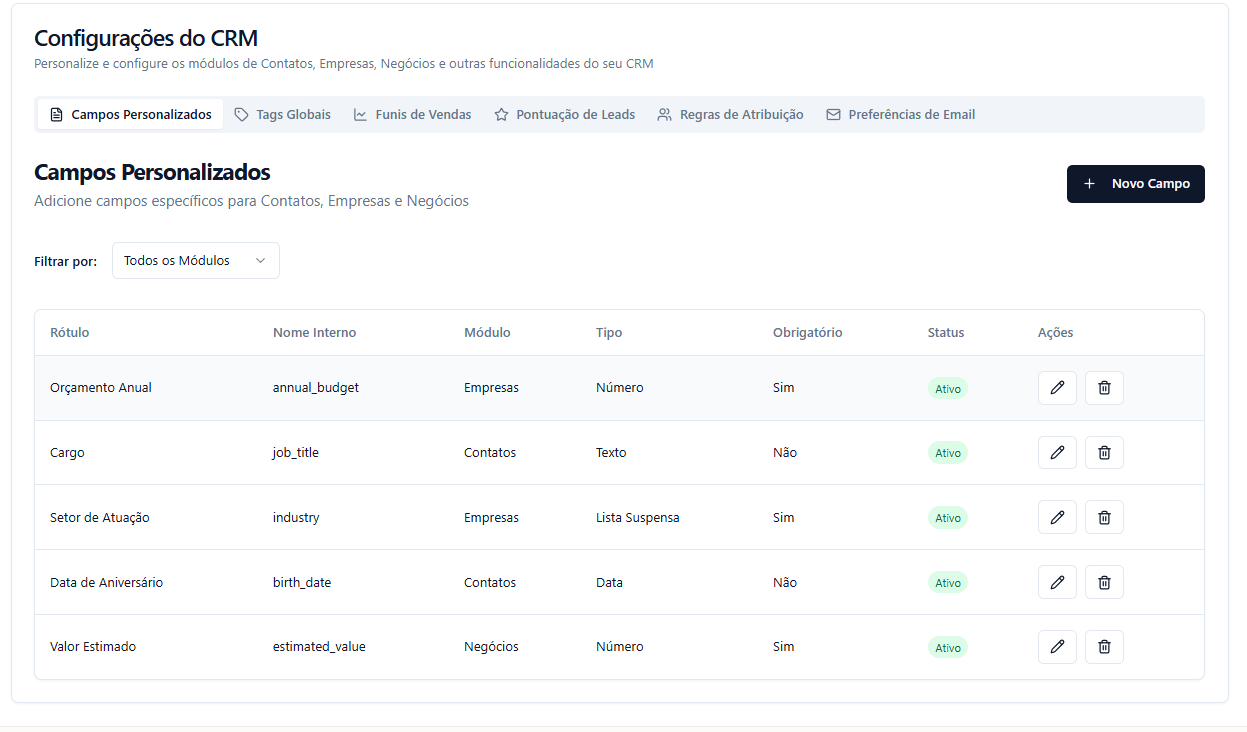 Configurações do CRM
Personalize e configure os módulos de Contatos, Empresas, Negócios e outras funcionalidades do seu CRM
Campos Personalizados Tags Globais Funis de Vendas Pontuação de Leads Regras de Atribuição Preferências de Email
Campos Personalizados
Adicione campos específicos para Contatos, Empresas e Negócios
+ Novo Campo
Filtrar por: Todos os Módulos
Rótulo Nome Interno Módulo Tipo Obrigatório Status Ações
Orçamento Anual annual_budget Empresas Número Sim Ativo
Cargo job_title Contatos Texto Não Ativo
Setor de Atuação industry Empresas Lista Suspensa Sim Ativo
Data de Aniversário birth_date Contatos Data Não Ativo
Valor Estimado estimated_value Negócios Número Sim Ativo